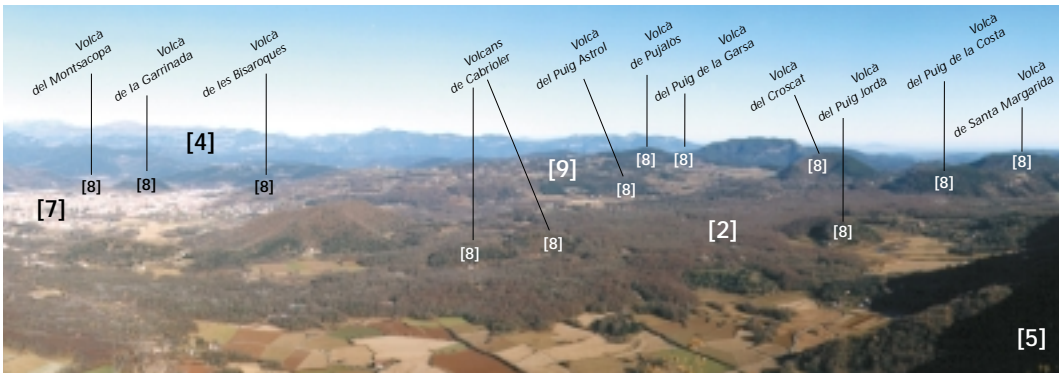 Volcà
del Montsacopa
Volcà
de la Garrinada
Volcà
de les Bisaroques
Volcans
de Cabrioler
Volcà
del Puig Astrol
Volcà
de Pujalòs
Volcà
del Puig de la Garsa
Volcà
del Croscat
Volcà
del Puig Jordà
Volcà
del Puig de la Costa
Volcà
de Santa Margarida
[4]
[8]
[8]
[8]
[9]
[8]
[8]
[8]
[8]
[8]
[8]
[7]
[2]
[8]
[8]
[8]
[5]